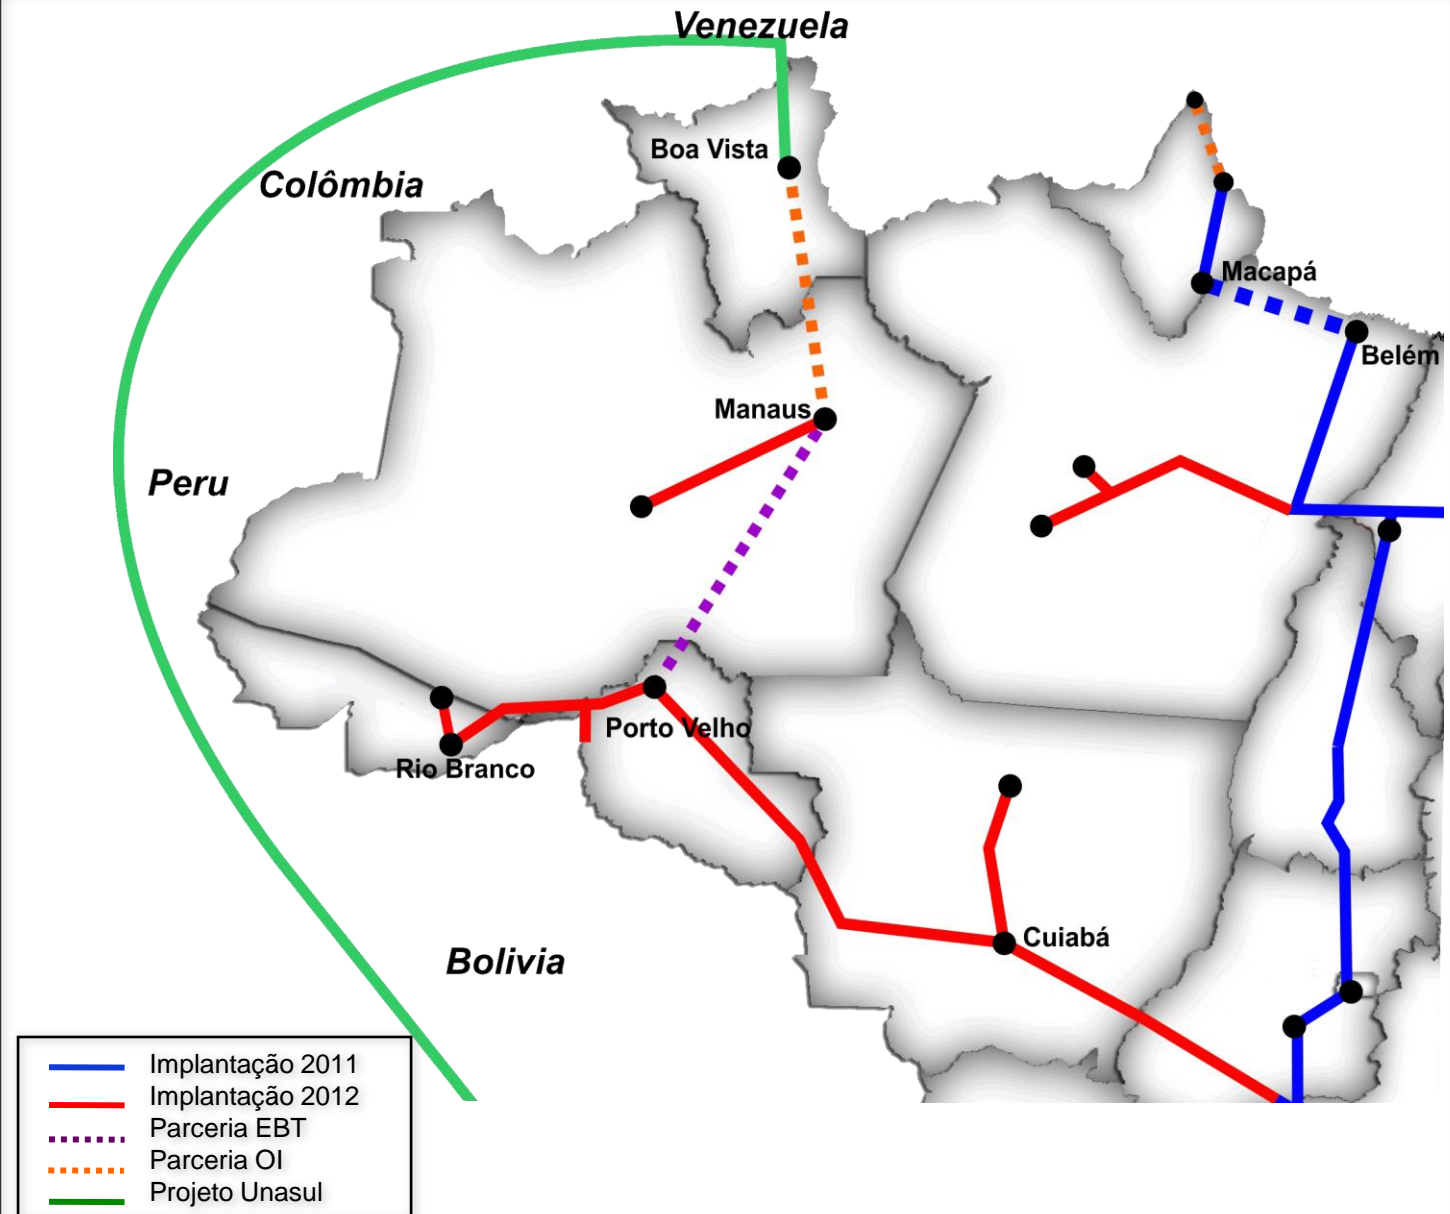 Venezuela
Boa Vista
Colômbia
Macapá
Belém
Manaus
Peru
Porto Velho
Rio Branco
Cuiabá
Bolivia
Implantação 2011
Implantação 2012
Parceria EBT
Parceria OI
Projeto Unasul